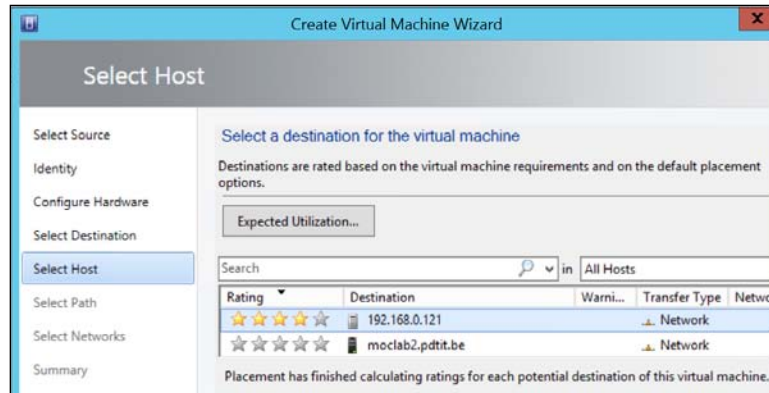 Create Virtual Machine Wizard
x
Select Host
Select Source
Identity
Configure Hardware
Select Destination
Select Host
Select Path
Select Networks
Summary
Select a destination for the virtual machine
Destinations are rated based on the virtual machine requirements and on the default placement
options.
Expected Utilization...
Search in All Hosts
Rating Destination Warni... Transfer Type Netwo
192.168.0.121 Network
moclab2.pdtit.be Network
Placement has finished calculating ratings for each potential destination of this virtual machine.